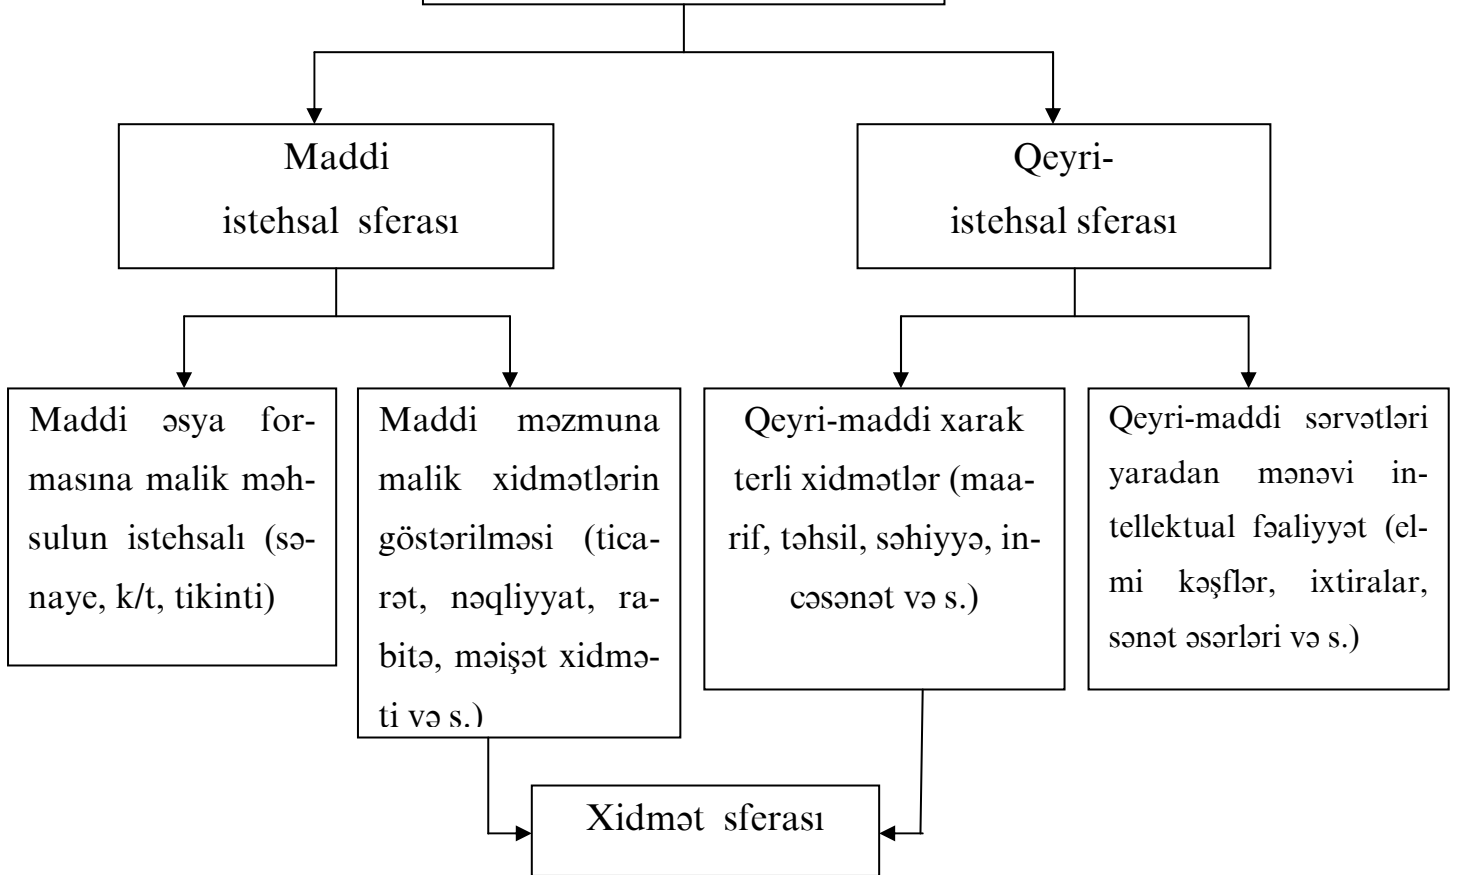 Maddi
istehsal sferası
Qeyri-
istehsal sferası
Maddi əsya for-
masına malik məh-
sulun istehsalı (sə-
naye, k/t, tikinti)
Maddi məzmuna
malik xidmətlərin
göstərilməsi (tica-
rət, nəqliyyat, ra-
bitə, məişət xidmə-
ti və s.)
Qeyri-maddi xarak
terli xidmətlər (maa-
rif, təhsil, səhiyyə, in-
cəsənət və s.)
Qeyri-maddi sərvətləri
yaradan mənəvi in-
tellektual fəaliyyət (el-
mi kəşflər, ixtiralar,
sənət əsərləri və s.)
Xidmət sferası